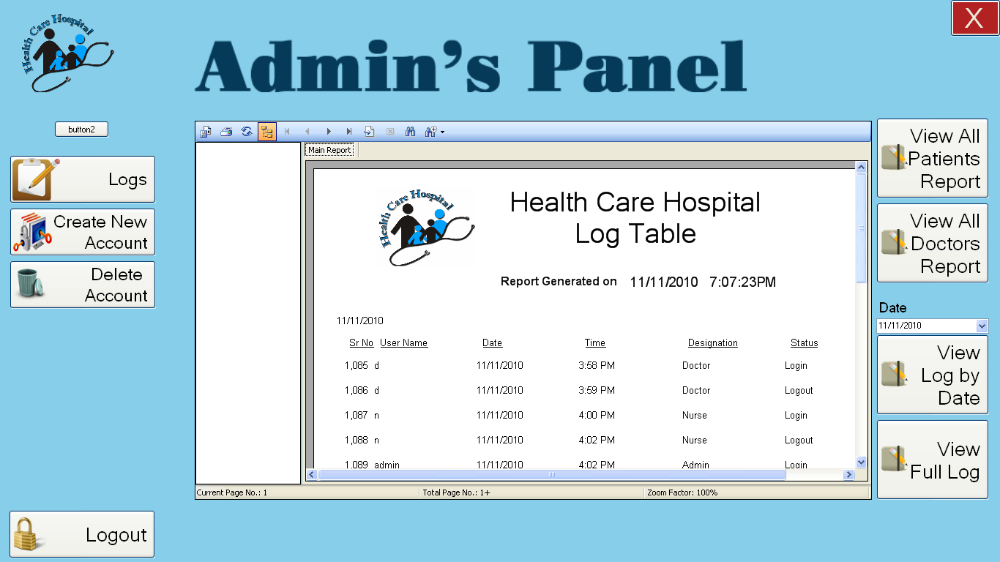 Health Care Hospital
Admin's Panel
X
button2
Logs
Create New
Account
Delete
Account
Logout
Main Report
Health Care Hospital
Health Care Hospital
Log Table
Report Generated on 11/11/2010 7:07:23PM
11/11/2010
Sr No User Name Date Time Designation Status
1,085 d 11/11/2010 3:58 PM Doctor Login
1,086 d 11/11/2010 3:59 PM Doctor Logout
1,087 n 11/11/2010 4:00 PM Nurse Login
1,088 n 11/11/2010 4:02 PM Nurse Logout
1,089 admin 11/11/2010 4:02 PM Admin Login
Current Page No.: 1 Total Page No.: 1+ Zoom Factor: 100%
View All
Patients
Report
View All
Doctors
Report
Date
11/11/2010
View
Log by
Date
View
Full Log